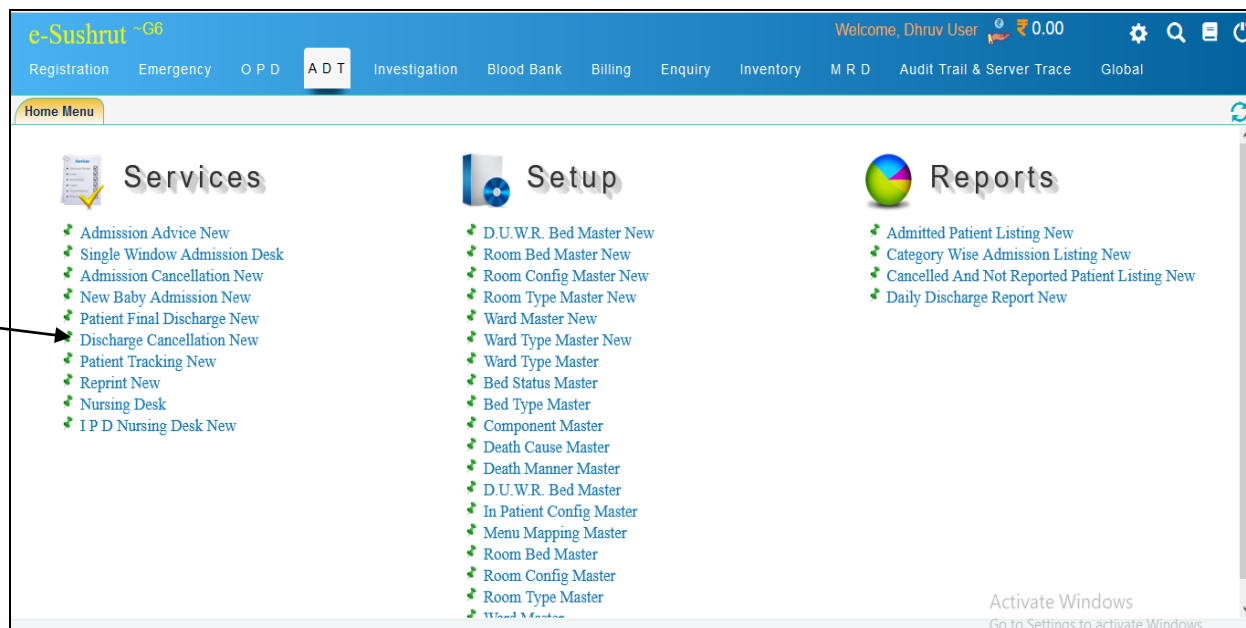 e-Sushrut ~G6
Welcome, Dhruv User ₹ 0.00
Registration Emergency O P D A D T Investigation Blood Bank Billing Enquiry Inventory M R D Audit Trail & Server Trace Global
Home Menu
Services
Admission Advice New
Single Window Admission Desk
Admission Cancellation New
New Baby Admission New
Patient Final Discharge New
Discharge Cancellation New
Patient Tracking New
Reprint New
Nursing Desk
I P D Nursing Desk New
Setup
D.U.W.R. Bed Master New
Room Bed Master New
Room Config Master New
Room Type Master New
Ward Master New
Ward Type Master New
Ward Type Master
Bed Status Master
Bed Type Master
Component Master
Death Cause Master
Death Manner Master
D.U.W.R. Bed Master
In Patient Config Master
Menu Mapping Master
Room Bed Master
Room Config Master
Room Type Master
Ward Master
Reports
Admitted Patient Listing New
Category Wise Admission Listing New
Cancelled And Not Reported Patient Listing New
Daily Discharge Report New
Activate Windows
Go to Settings to activate Windows